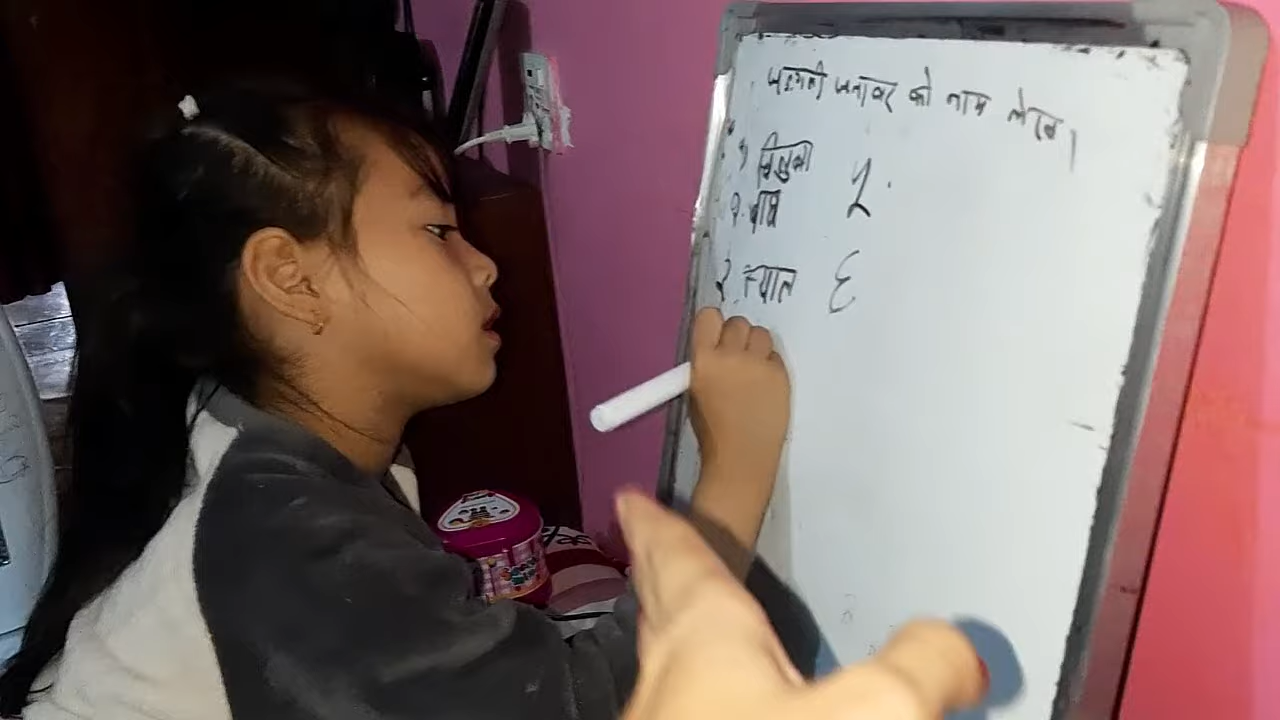 जनावर को नाम लेख।
१
२. बाघ ५.
३. स्याल ६